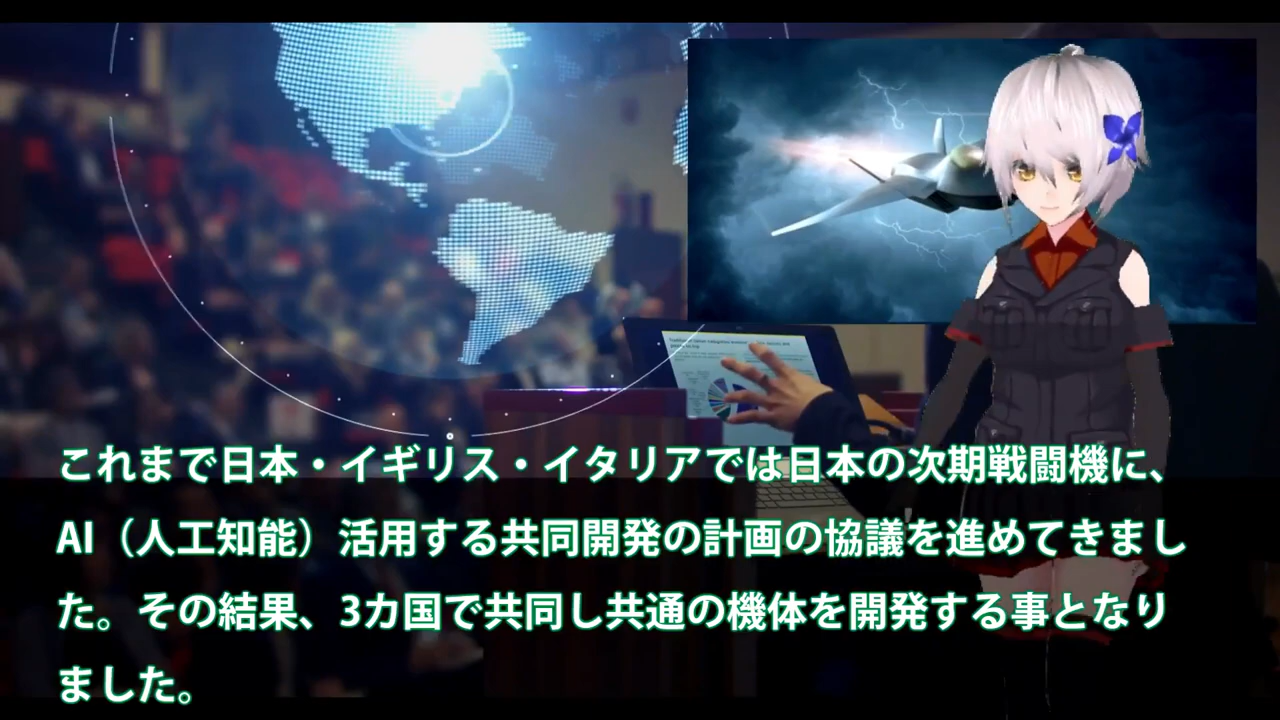 これまで日本・イギリス・イタリアでは日本の次期戦闘機に、
AI（人工知能）活用する共同開発の計画の協議を進めてきまし
た。その結果、3カ国で共同し共通の機体を開発する事となり
ました。